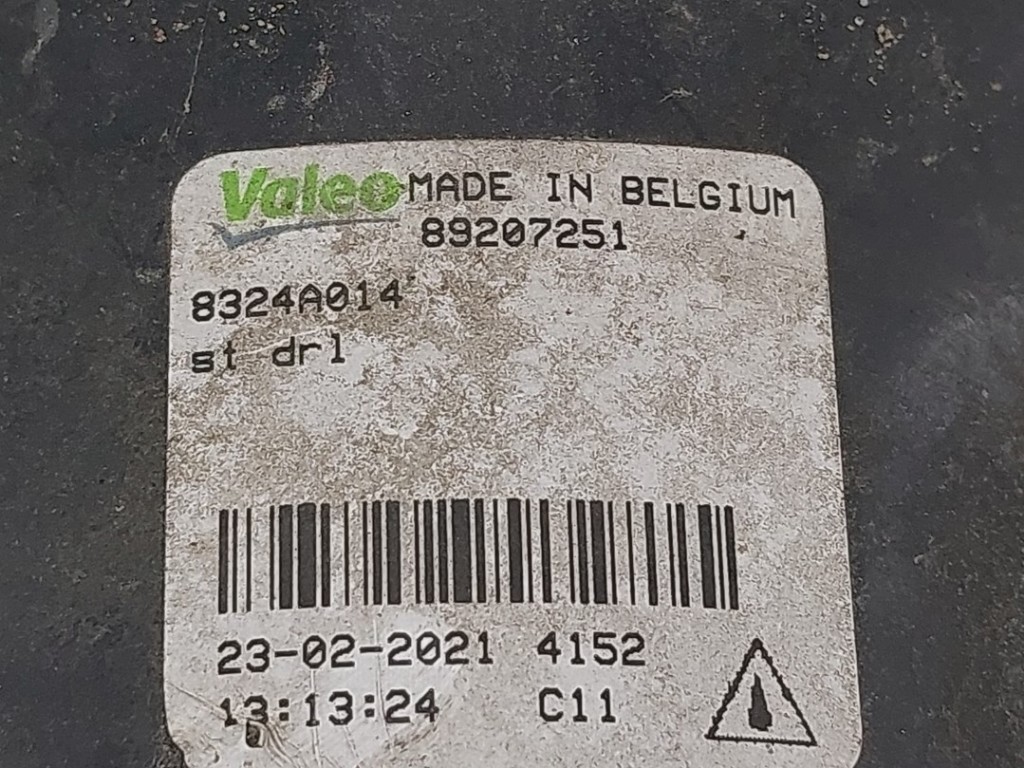 Valeo MADE IN BELGIUM
89207251
8324A014
st drl
23-02-2021 4152
13:13:24 C11